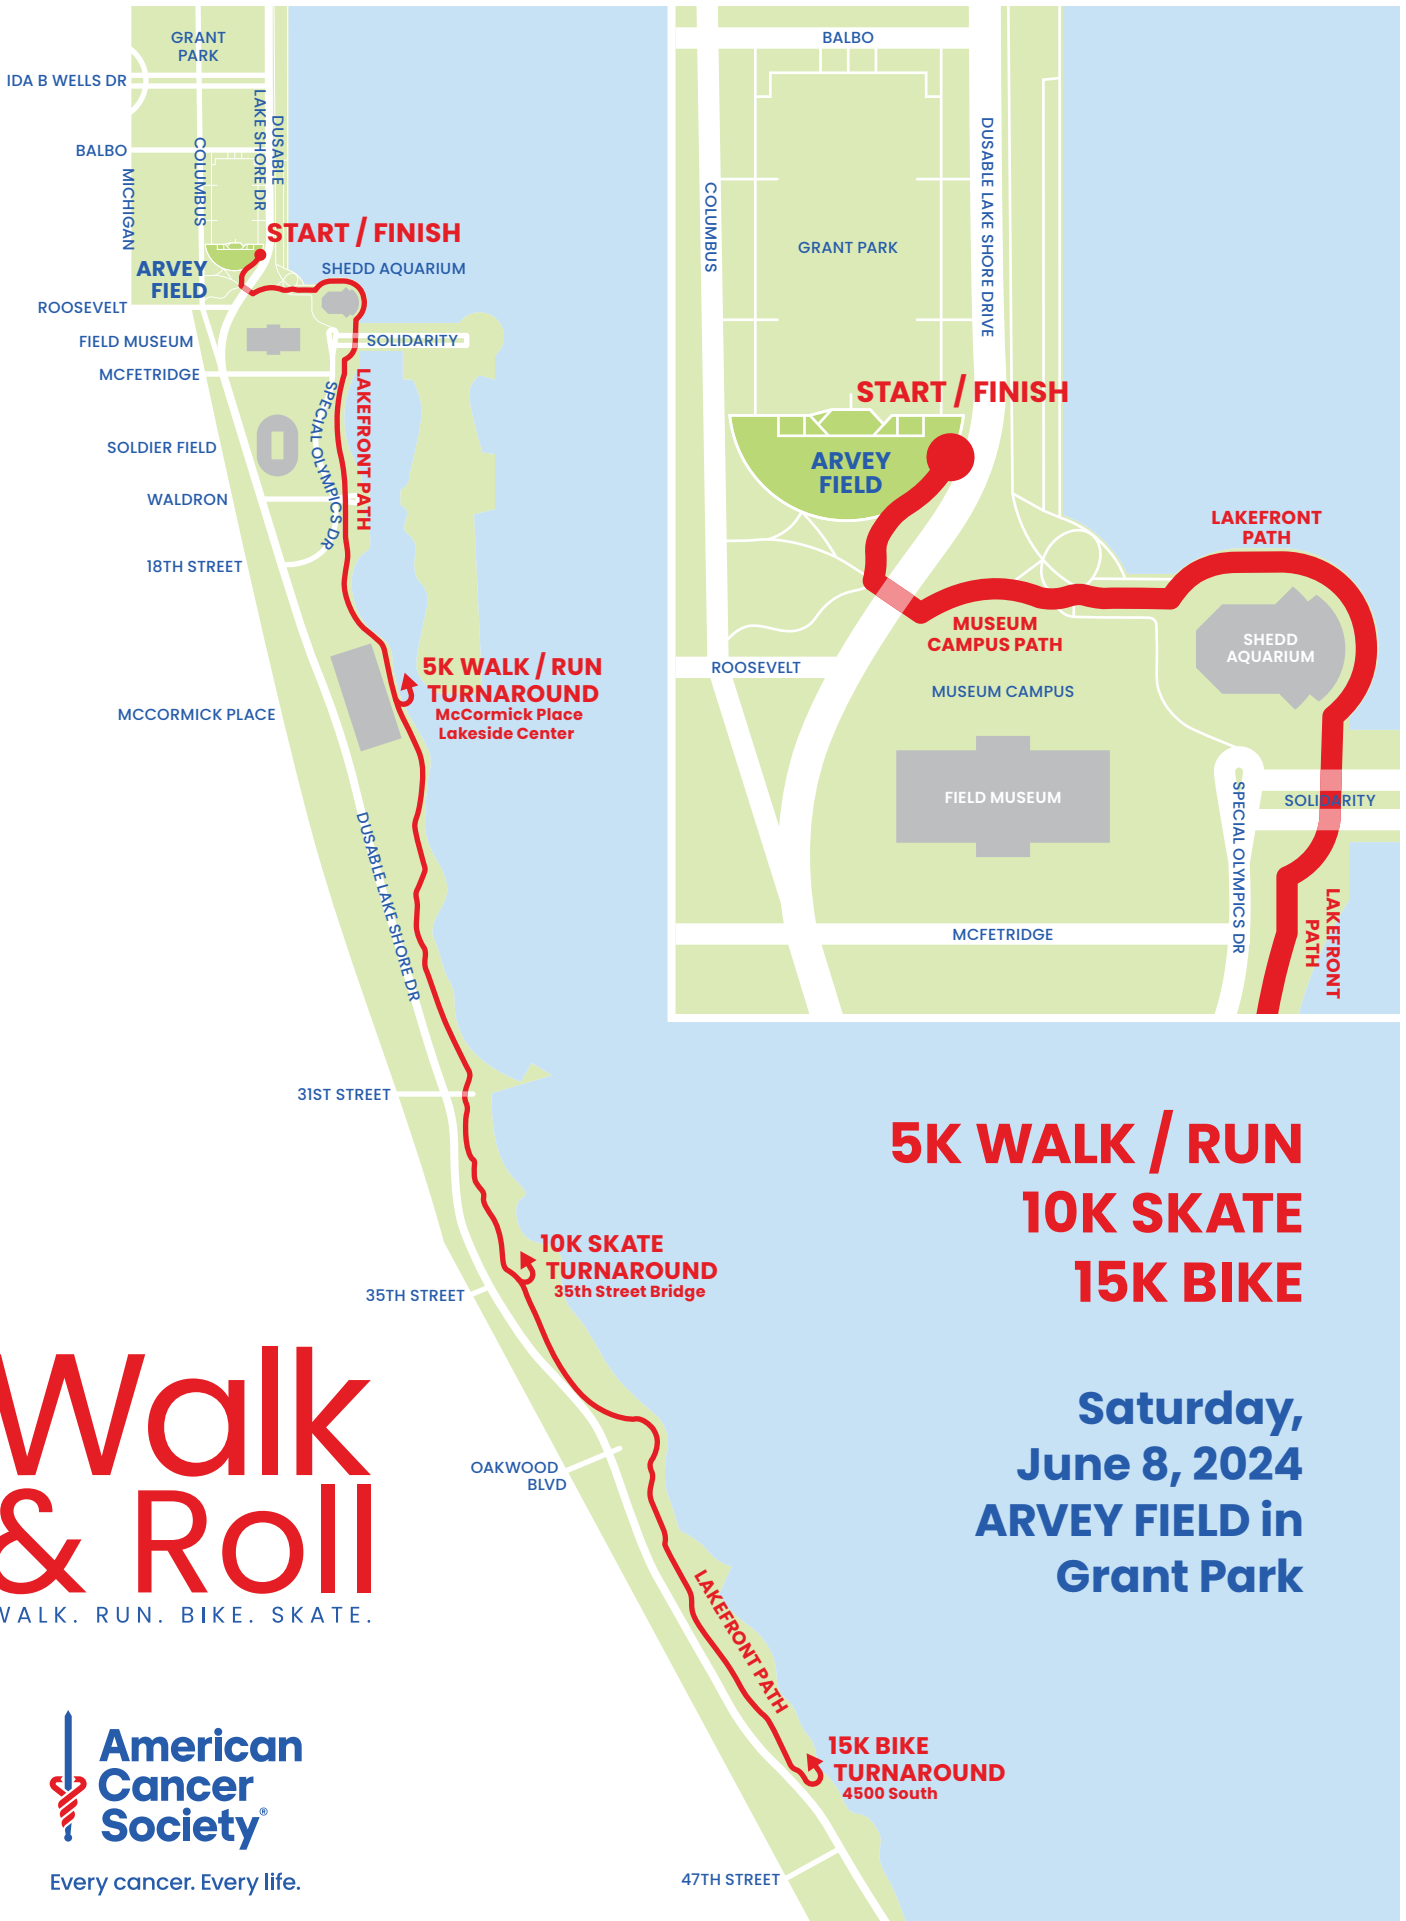 GRANT
PARK
IDA B WELLS DR
BALBO
MICHIGAN
COLUMBUS
DUSABLE
LAKE SHORE DR
START / FINISH
ARVEY
FIELD
SHEDD AQUARIUM
ROOSEVELT
FIELD MUSEUM
SOLIDARITY
MCFETRIDGE
SPECIAL OLYMPICS DR
LAKEFRONT PATH
SOLDIER FIELD
WALDRON
18TH STREET
5K WALK / RUN
TURNAROUND
McCormick Place
Lakeside Center
MCCORMICK PLACE
DUSABLE LAKE SHORE DR
31ST STREET
10K SKATE
TURNAROUND
35th Street Bridge
35TH STREET
OAKWOOD
BLVD
LAKEFRONT PATH
15K BIKE
TURNAROUND
4500 South
47TH STREET
BALBO
COLUMBUS
DUSABLE LAKE SHORE DRIVE
GRANT PARK
START / FINISH
ARVEY
FIELD
LAKEFRONT
PATH
MUSEUM
CAMPUS PATH
SHEDD
AQUARIUM
ROOSEVELT
MUSEUM CAMPUS
FIELD MUSEUM
SPECIAL OLYMPICS DR
SOLIDARITY
LAKEFRONT
PATH
MCFETRIDGE
5K WALK / RUN
10K SKATE
15K BIKE
Saturday,
June 8, 2024
ARVEY FIELD in
Grant Park
Walk
& Roll
WALK. RUN. BIKE. SKATE.
American
Cancer
Society®
Every cancer. Every life.